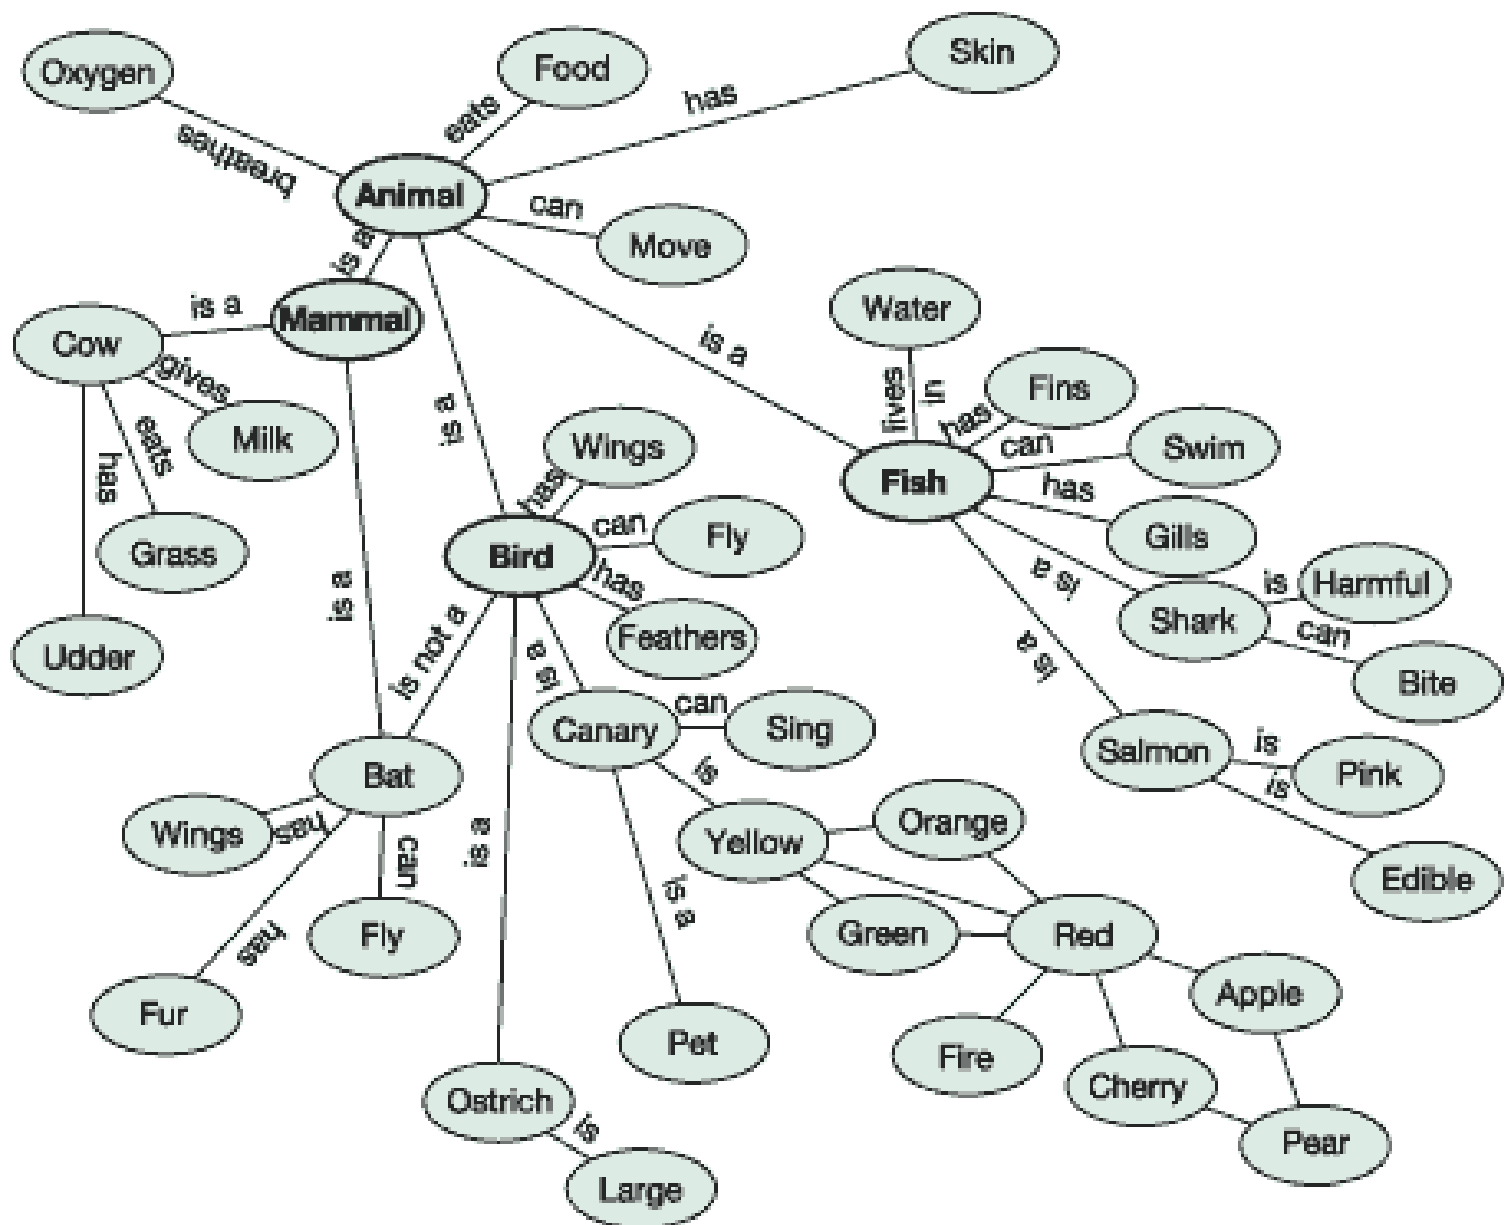 Oxygen
Food
Skin
breathes
eats
has
Animal
can
Move
is a
Mammal
is a
Cow
gives
Milk
eats
has
Grass
Udder
is a
is a
is a
Water
lives in
has
Fins
can
Swim
Fish
has
Gills
is a
Shark
is
Harmful
can
Bite
is a
Salmon
is
Pink
is
Edible
Wings
has
can
Fly
Bird
has
Feathers
is not a
is a
Canary
can
Sing
is
Yellow
Orange
Green
Red
Apple
Fire
Cherry
Pear
is a
Pet
is a
Ostrich
is
Large
Bat
Wings
has
can
Fly
has
Fur